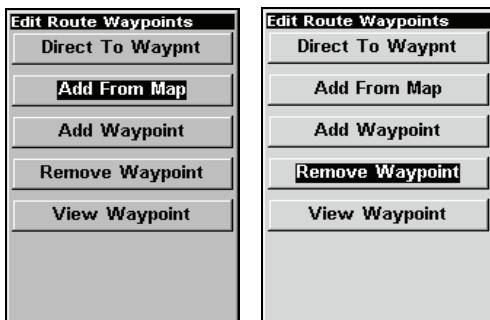 Edit Route Waypoints
Direct To Waypnt
Add From Map
Add Waypoint
Remove Waypoint
View Waypoint
Edit Route Waypoints
Direct To Waypnt
Add From Map
Add Waypoint
Remove Waypoint
View Waypoint